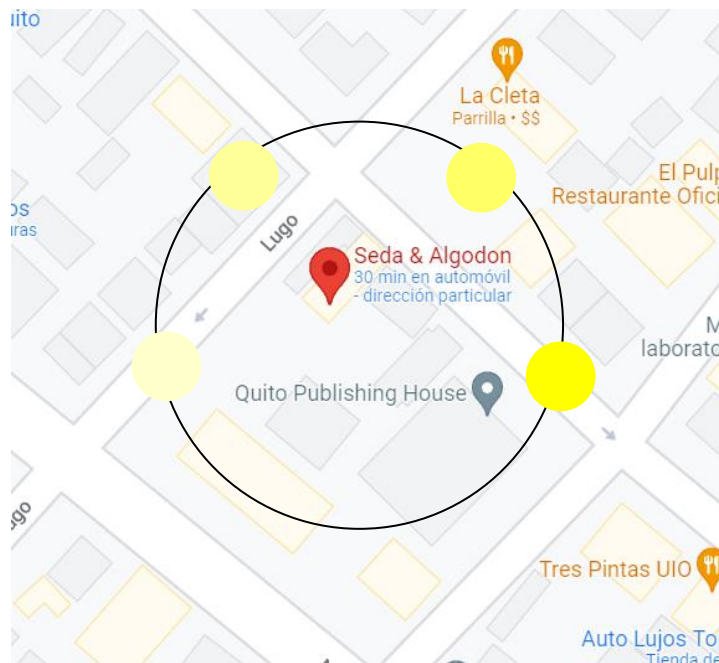 uito
La Cleta
Parrilla • $$
El Pulp
Restaurante Ofici
os
uras
Lugo
Seda & Algodon
30 min en automóvil
- dirección particular
M
laborato
Quito Publishing House
go
Tres Pintas UIO
Auto Lujos To
Tienda de